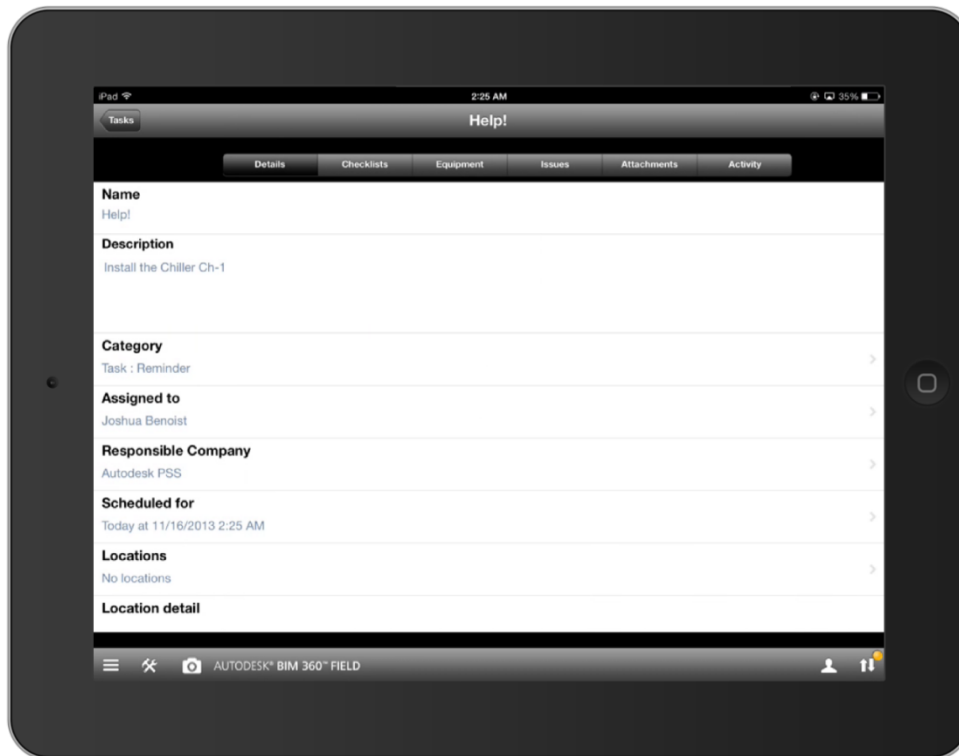 iPad 2:25 AM 35%
Tasks Help!
Details Checklists Equipment Issues Attachments Activity
Name
Help!
Description
Install the Chiller Ch-1
Category
Task : Reminder
Assigned to
Joshua Benoist
Responsible Company
Autodesk PSS
Scheduled for
Today at 11/16/2013 2:25 AM
Locations
No locations
Location detail
AUTODESK® BIM 360™ FIELD